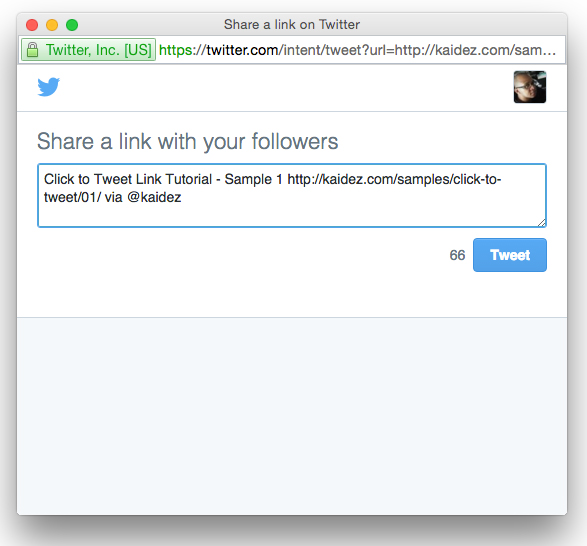 Share a link on Twitter
Twitter, Inc. [US] https://twitter.com/intent/tweet?url=http://kaidez.com/sam...
Share a link with your followers
Click to Tweet Link Tutorial - Sample 1 http://kaidez.com/samples/click-to-
tweet/01/ via @kaidez
66 Tweet